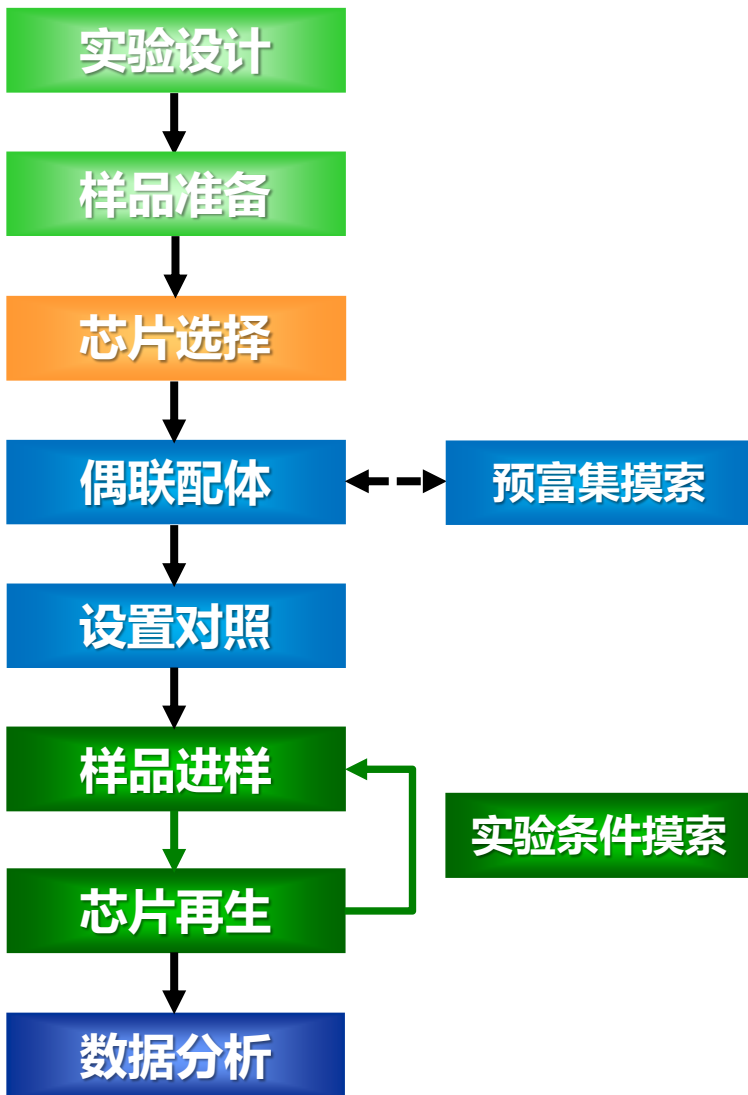 实验设计
样品准备
芯片选择
偶联配体
预富集摸索
设置对照
样品进样
实验条件摸索
芯片再生
数据分析